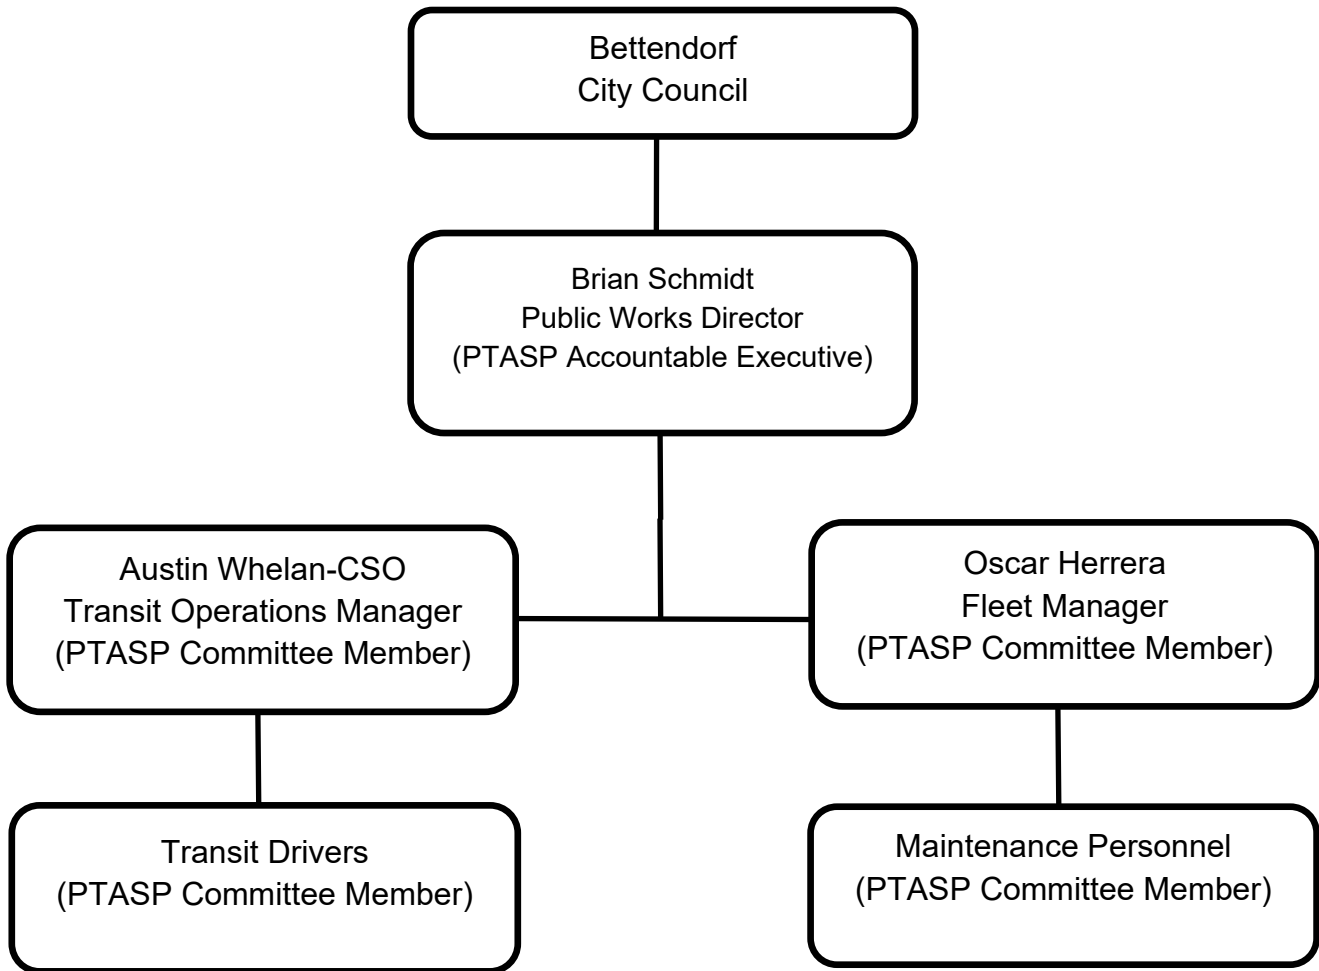 Bettendorf
City Council
Brian Schmidt
Public Works Director
(PTASP Accountable Executive)
Austin Whelan-CSO
Transit Operations Manager
(PTASP Committee Member)
Oscar Herrera
Fleet Manager
(PTASP Committee Member)
Transit Drivers
(PTASP Committee Member)
Maintenance Personnel
(PTASP Committee Member)